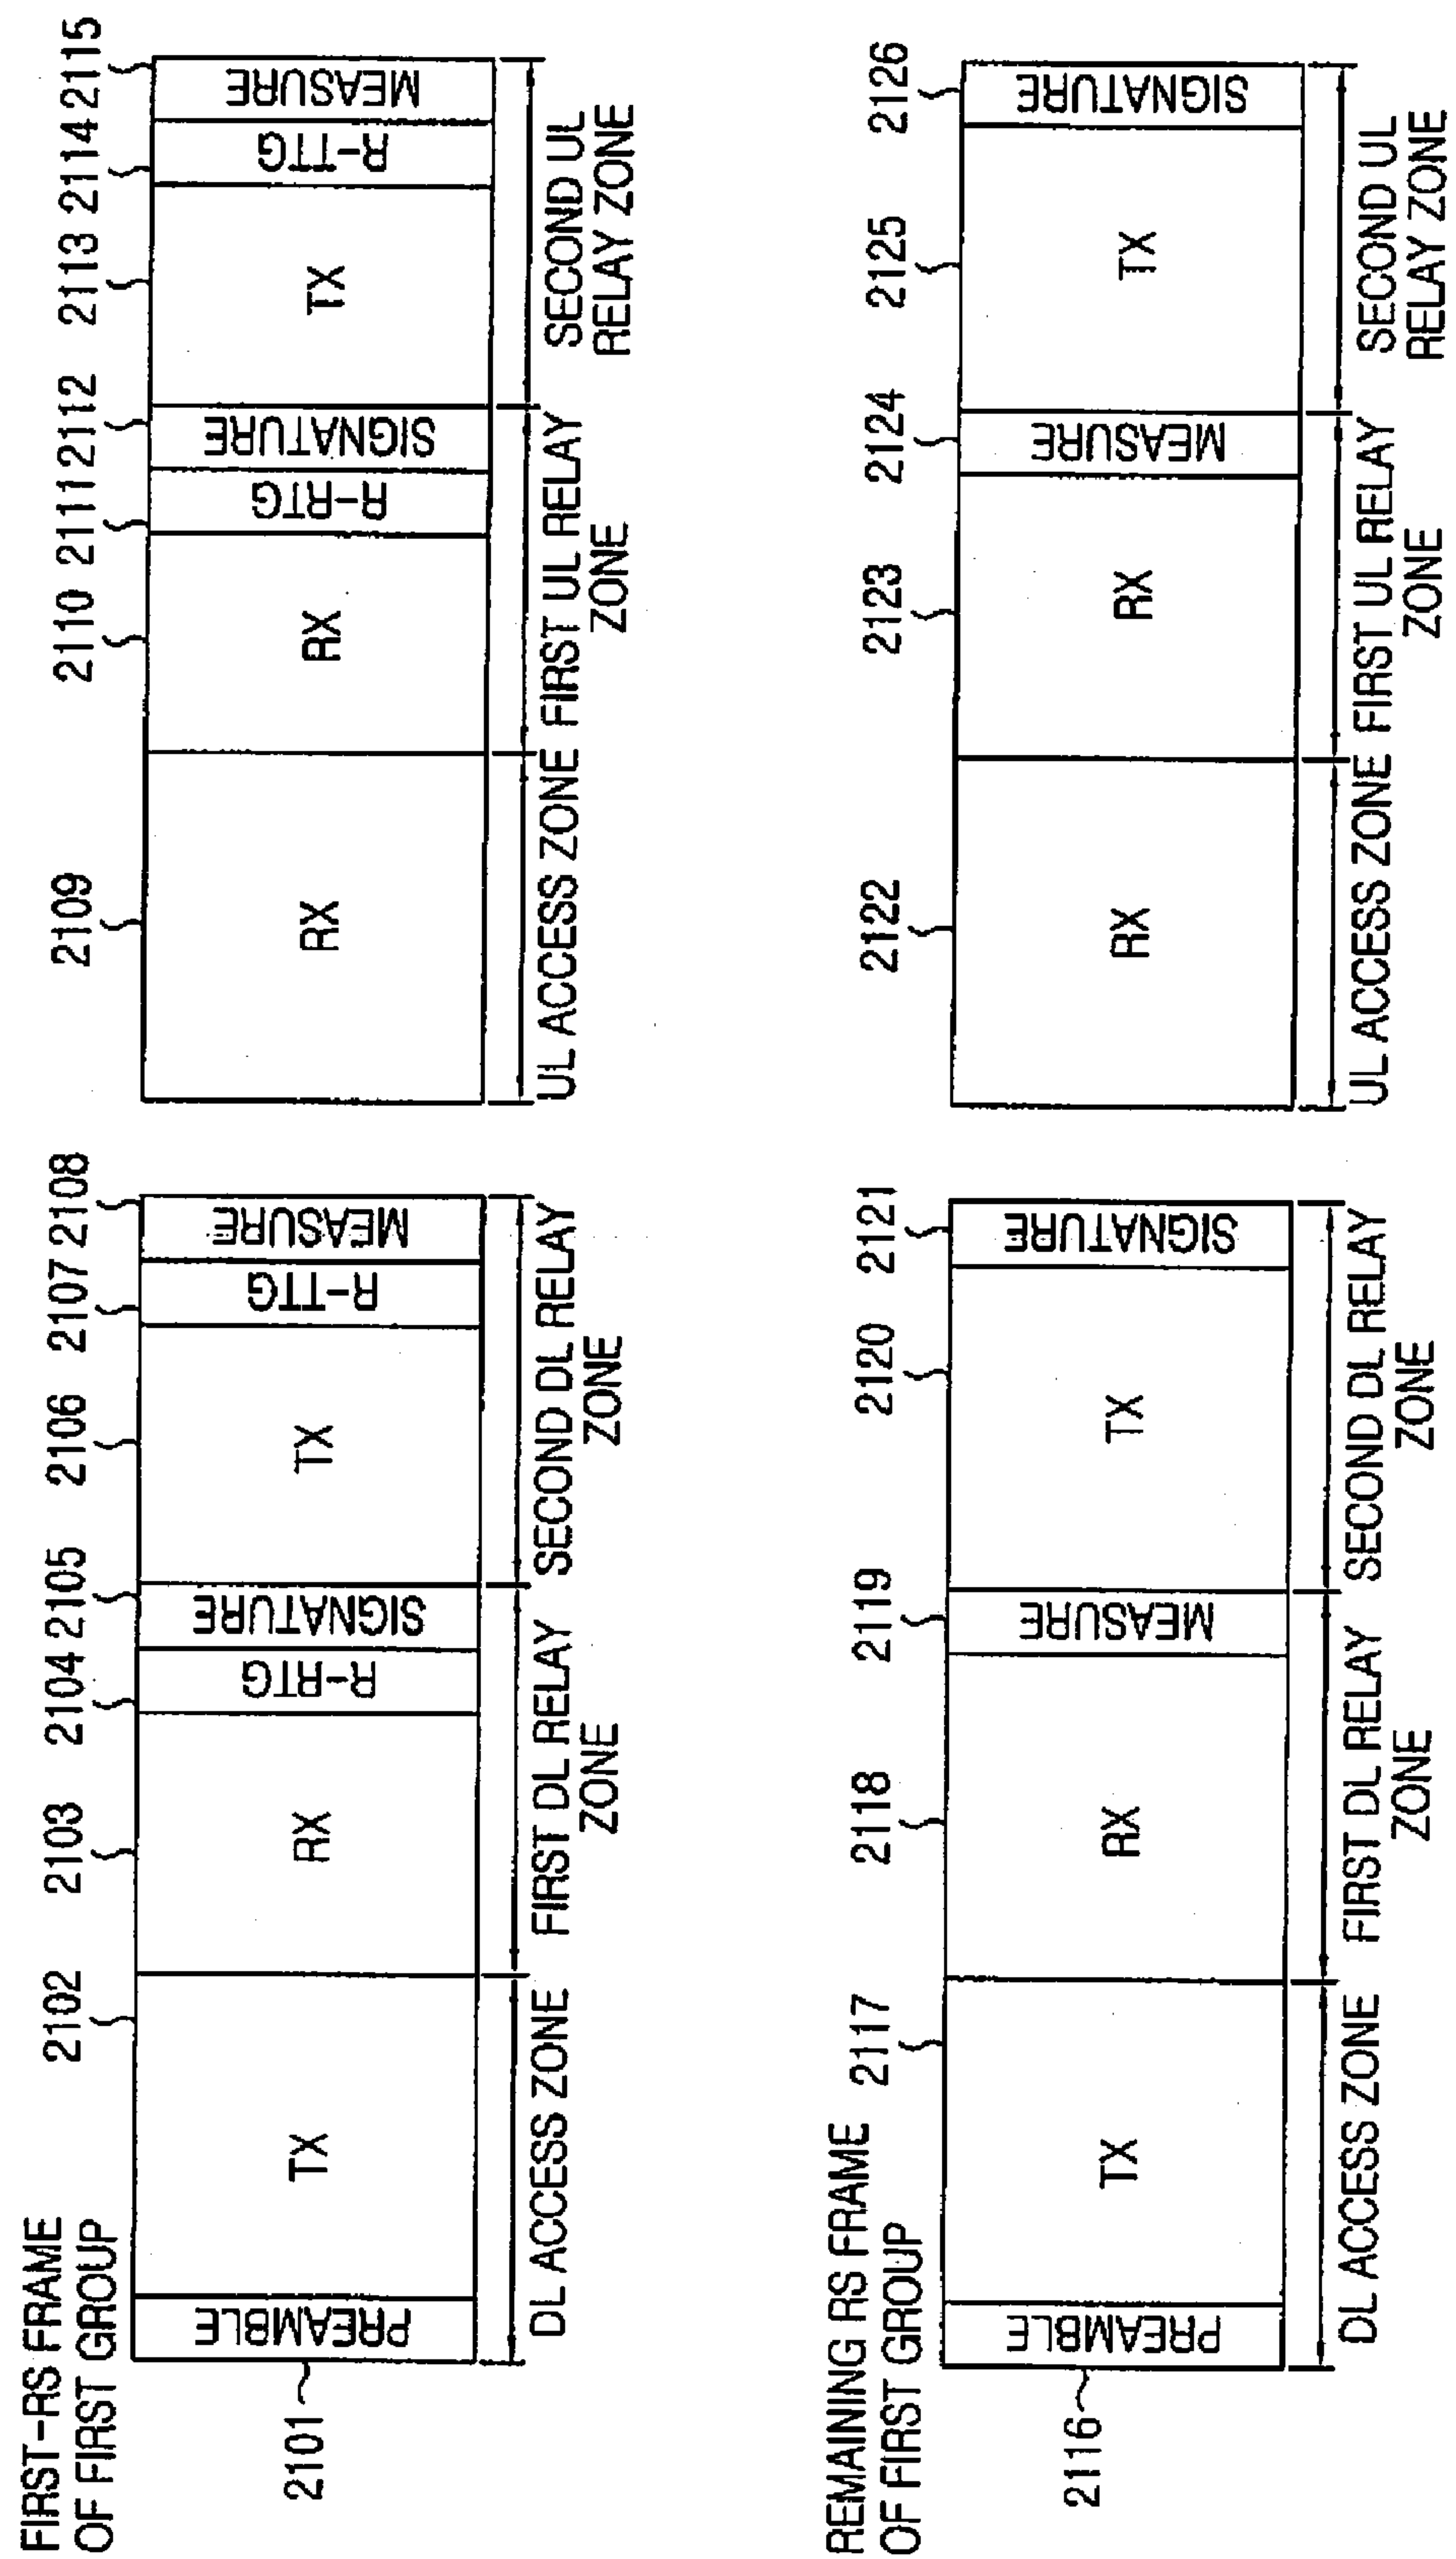 FIRST-RS FRAME
OF FIRST GROUP
2101
2102
2103
2104
2105
2106
2107
2108
2109
2110
2111
2112
2113
2114
2115
PREAMBLE
TX
RX
R-RTG
SIGNATURE
TX
R-TTG
MEASURE
RX
RX
R-RTG
SIGNATURE
TX
R-TTG
MEASURE
DL ACCESS ZONE
FIRST DL RELAY
ZONE
SECOND DL RELAY
ZONE
UL ACCESS ZONE
FIRST UL RELAY
ZONE
SECOND UL
RELAY ZONE
REMAINING RS FRAME
OF FIRST GROUP
2116
2117
2118
2119
2120
2121
2122
2123
2124
2125
2126
PREAMBLE
TX
RX
MEASURE
TX
SIGNATURE
RX
RX
MEASURE
TX
SIGNATURE
DL ACCESS ZONE
FIRST DL RELAY
ZONE
SECOND DL RELAY
ZONE
UL ACCESS ZONE
FIRST UL RELAY
ZONE
SECOND UL
RELAY ZONE